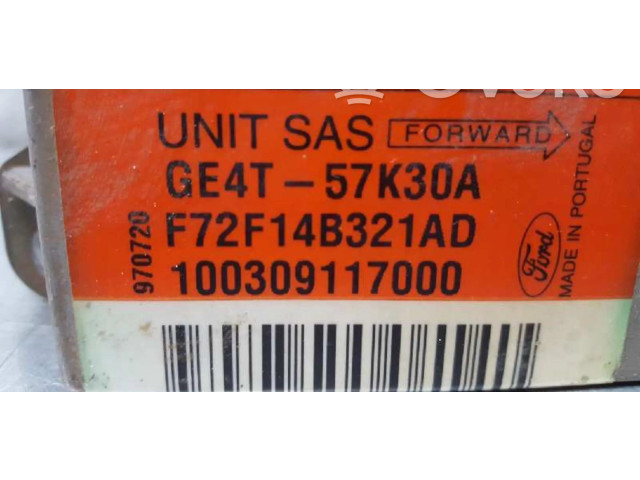 UNIT SAS FORWARD
GE4T-57K30A
F72F14B321AD
100309117000
970720
Ford
MADE IN PORTUGAL